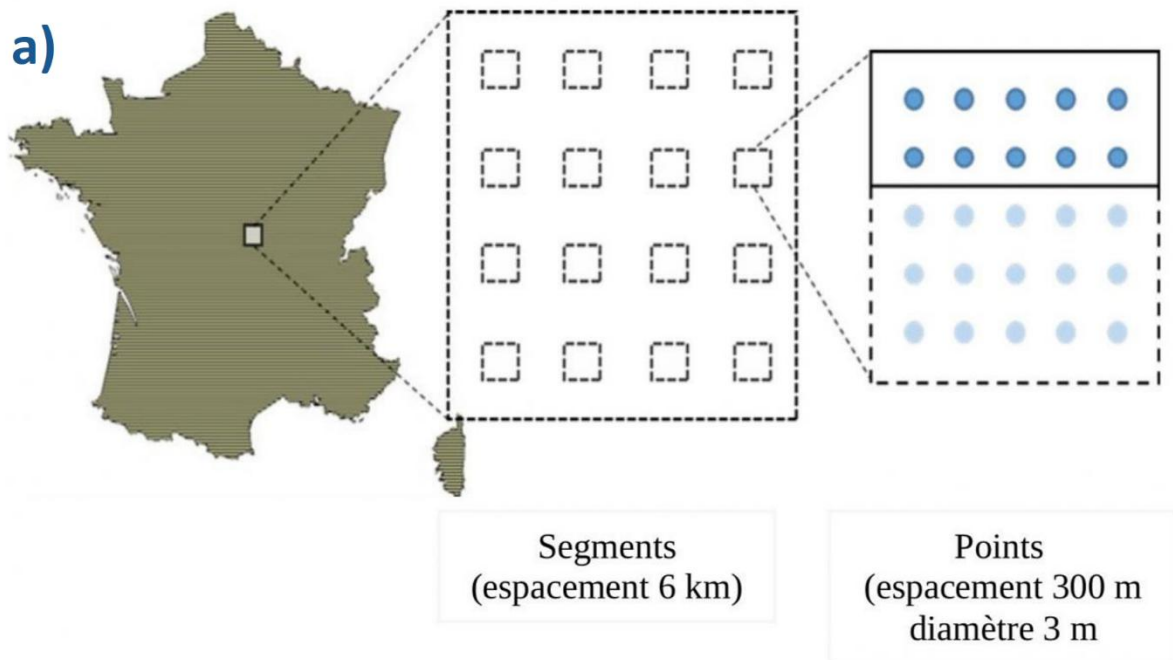 a)
Segments
(espacement 6 km)
Points
(espacement 300 m
diamètre 3 m